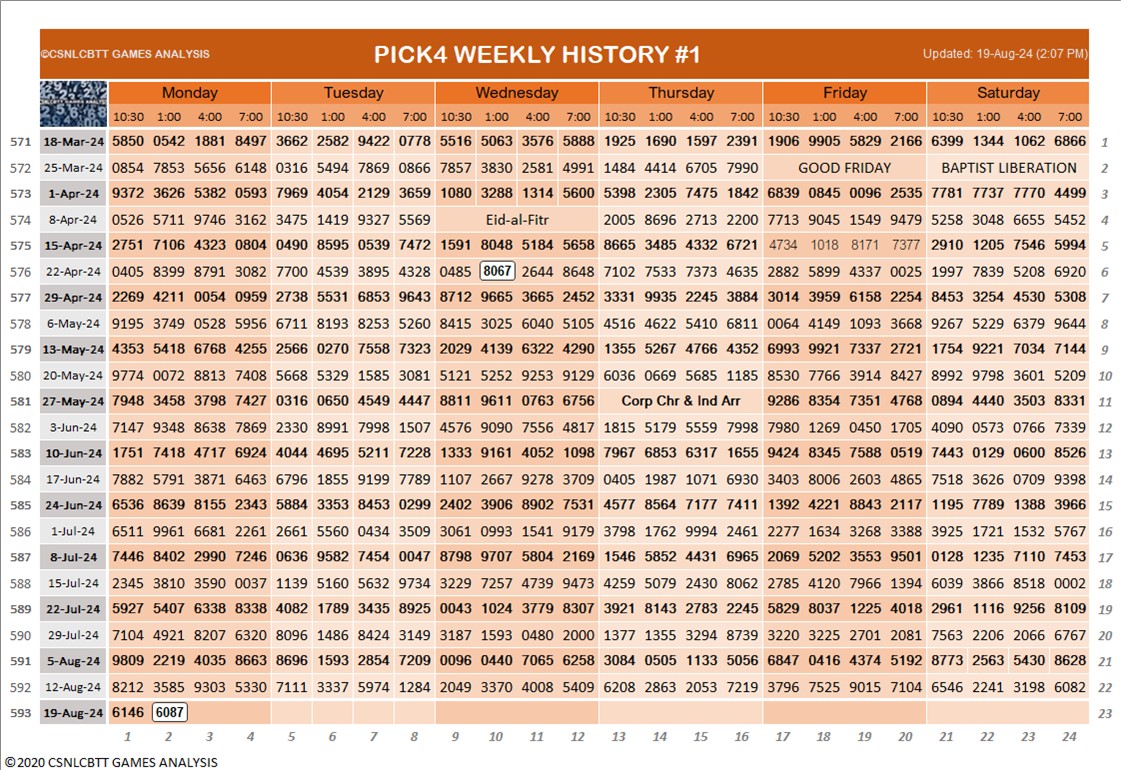 ©CSNLCBTT GAMES ANALYSIS PICK4 WEEKLY HISTORY #1 Updated: 19-Aug-24 (2:07 PM)
Monday Tuesday Wednesday Thursday Friday Saturday
10:30 1:00 4:00 7:00 10:30 1:00 4:00 7:00 10:30 1:00 4:00 7:00 10:30 1:00 4:00 7:00 10:30 1:00 4:00 7:00 10:30 1:00 4:00 7:00
571 18-Mar-24 5850 0542 1881 8497 3662 2582 9422 0778 5516 5063 3576 5888 1925 1690 1597 2391 1906 9905 5829 2166 6399 1344 1062 6866 1
572 25-Mar-24 0854 7853 5656 6148 0316 5494 7869 0866 7857 3830 2581 4991 1484 4414 6705 7990 GOOD FRIDAY BAPTIST LIBERATION 2
573 1-Apr-24 9372 3626 5382 0593 7969 4054 2129 3659 1080 3288 1314 5600 5398 2305 7475 1842 6839 0845 0096 2535 7781 7737 7770 4499 3
574 8-Apr-24 0526 5711 9746 3162 3475 1419 9327 5569 Eid-al-Fitr 2005 8696 2713 2200 7713 9045 1549 9479 5258 3048 6655 5452 4
575 15-Apr-24 2751 7106 4323 0804 0490 8595 0539 7472 1591 8048 5184 5658 8665 3485 4332 6721 4734 1018 8171 7377 2910 1205 7546 5994 5
576 22-Apr-24 0405 8399 8791 3082 7700 4539 3895 4328 0485 8067 2644 8648 7102 7533 7373 4635 2882 5899 4337 0025 1997 7839 5208 6920 6
577 29-Apr-24 2269 4211 0054 0959 2738 5531 6853 9643 8712 9665 3665 2452 3331 9935 2245 3884 3014 3959 6158 2254 8453 3254 4530 5308 7
578 6-May-24 9195 3749 0528 5956 6711 8193 8253 5260 8415 3025 6040 5105 4516 4622 5410 6811 0064 4149 1093 3668 9267 5229 6379 9644 8
579 13-May-24 4353 5418 6768 4255 2566 0270 7558 7323 2029 4139 6322 4290 1355 5267 4766 4352 6993 9921 7337 2721 1754 9221 7034 7144 9
580 20-May-24 9774 0072 8813 7408 5668 5329 1585 3081 5121 5252 9253 9129 6036 0669 5685 1185 8530 7766 3914 8427 8992 9798 3601 5209 10
581 27-May-24 7948 3458 3798 7427 0316 0650 4549 4447 8811 9611 0763 6756 Corp Chr & Ind Arr 9286 8354 7351 4768 0894 4440 3503 8331 11
582 3-Jun-24 7147 9348 8638 7869 2330 8991 7998 1507 4576 9090 7556 4817 1815 5179 5559 7998 7980 1269 0450 1705 4090 0573 0766 7339 12
583 10-Jun-24 1751 7418 4717 6924 4044 4695 5211 7228 1333 9161 4052 1098 7967 6853 6317 1655 9424 8345 7588 0519 7443 0129 0600 8526 13
584 17-Jun-24 7882 5791 3871 6463 6796 1855 9199 7789 1107 2667 9278 3709 0405 1987 1071 6930 3403 8006 2603 4865 7518 3626 0709 9398 14
585 24-Jun-24 6536 8639 8155 2343 5884 3353 8453 0299 2402 3906 8902 7531 4577 8564 7177 7411 1392 4221 8843 2117 1195 7789 1388 3966 15
586 1-Jul-24 6511 9961 6681 2261 2661 5560 0434 3509 3061 0993 1541 9179 3798 1762 9994 2461 2277 1634 3268 3388 3925 1721 1532 5767 16
587 8-Jul-24 7446 8402 2990 7246 0636 9582 7454 0047 8798 9707 5804 2169 1546 5852 4431 6965 2069 5202 3553 9501 0128 1235 7110 7453 17
588 15-Jul-24 2345 3810 3590 0037 1139 5160 5632 9734 3229 7257 4739 9473 4259 5079 2430 8062 2785 4120 7966 1394 6039 3866 8518 0002 18
589 22-Jul-24 5927 5407 6338 8338 4082 1789 3435 8925 0043 1024 3779 8307 3921 8143 2783 2245 5829 8037 1225 4018 2961 1116 9256 8109 19
590 29-Jul-24 7104 4921 8207 6320 8096 1486 8424 3149 3187 1593 0480 2000 1377 1355 3294 8739 3220 3225 2701 2081 7563 2206 2066 6767 20
591 5-Aug-24 9809 2219 4035 8663 8696 1593 2854 7209 0096 0440 7065 6258 3084 0505 1133 5056 6847 0416 4374 5192 8773 2563 5430 8628 21
592 12-Aug-24 8212 3585 9303 5330 7111 3337 5974 1284 2049 3370 4008 5409 6208 2863 2053 7219 3796 7525 9015 7104 6546 2241 3198 6082 22
593 19-Aug-24 6146 6087 23
1 2 3 4 5 6 7 8 9 10 11 12 13 14 15 16 17 18 19 20 21 22 23 24
©2020 CSNLCBTT GAMES ANALYSIS